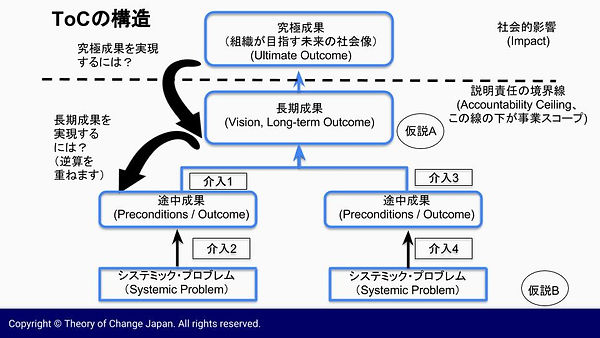 ToCの構造
究極成果を実現
するには？
究極成果
（組織が目指す未来の社会像）
(Ultimate Outcome)
社会的影響
(Impact)
説明責任の境界線
(Accountability Ceiling、
この線の下が事業スコープ)
長期成果
(Vision, Long-term Outcome)
仮説A
長期成果を
実現する
には？
（逆算を
重ねます）
介入1
介入3
途中成果
(Preconditions / Outcome)
途中成果
(Preconditions / Outcome)
介入2
介入4
システミック・プロブレム
（Systemic Problem）
システミック・プロブレム
（Systemic Problem）
仮説B
Copyright © Theory of Change Japan. All rights reserved.